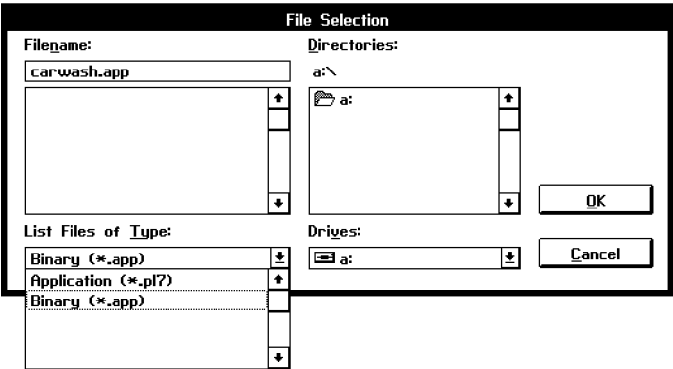 File Selection
Filename:
carwash.app
Directories:
a:\
a:
OK
List Files of Type:
Binary (*.app)
Application (*.pl7)
Binary (*.app)
Drives:
a:
Cancel